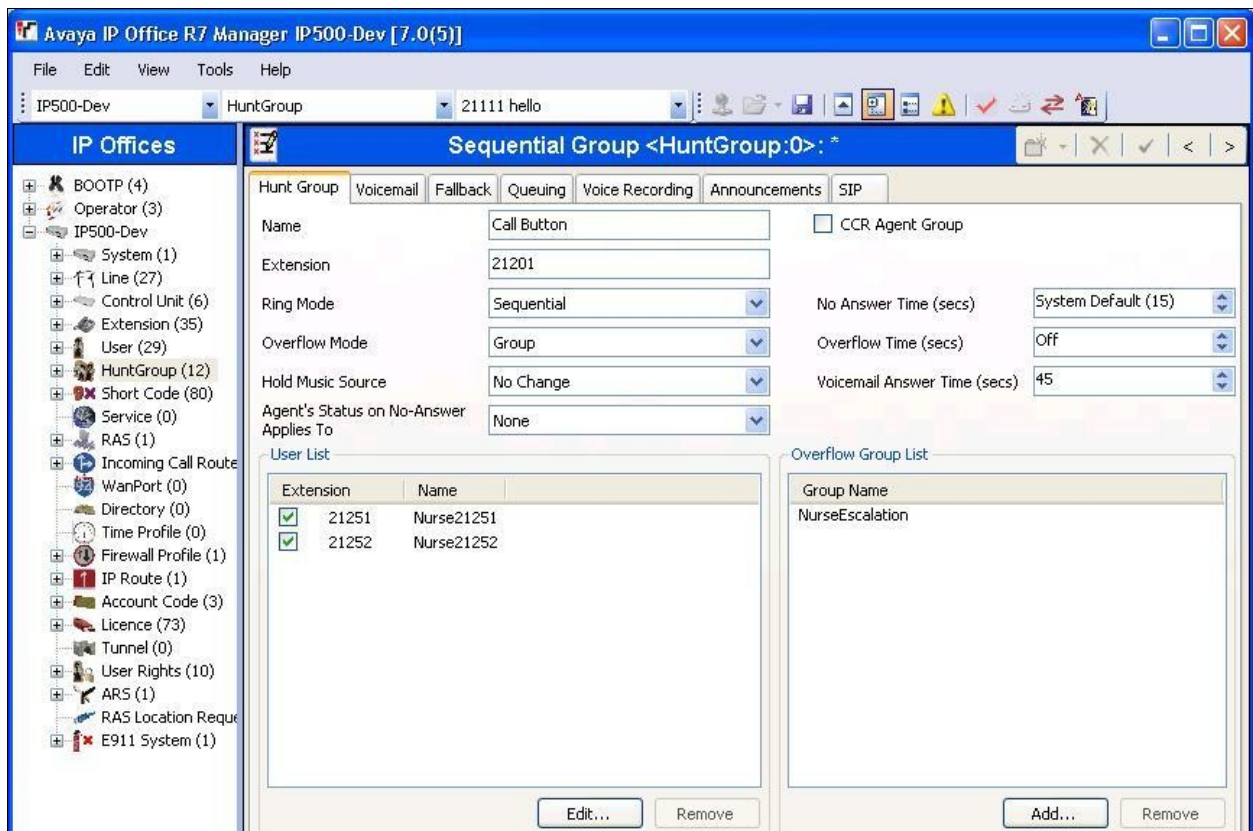 Avaya IP Office R7 Manager IP500-Dev [7.0(5)]
File Edit View Tools Help
IP500-Dev HuntGroup 21111 hello
IP Offices
Sequential Group <HuntGroup:0>: *
BOOTP (4)
Operator (3)
IP500-Dev
System (1)
Line (27)
Control Unit (6)
Extension (35)
User (29)
HuntGroup (12)
Short Code (80)
Service (0)
RAS (1)
Incoming Call Route
WanPort (0)
Directory (0)
Time Profile (0)
Firewall Profile (1)
IP Route (1)
Account Code (3)
Licence (73)
Tunnel (0)
User Rights (10)
ARS (1)
RAS Location Reque
E911 System (1)
Hunt Group Voicemail Fallback Queuing Voice Recording Announcements SIP
Name Call Button CCR Agent Group
Extension 21201
Ring Mode Sequential No Answer Time (secs) System Default (15)
Overflow Mode Group Overflow Time (secs) Off
Hold Music Source No Change Voicemail Answer Time (secs) 45
Agent's Status on No-Answer
Applies To None
User List
Extension Name
21251 Nurse21251
21252 Nurse21252
Edit... Remove
Overflow Group List
Group Name
NurseEscalation
Add... Remove